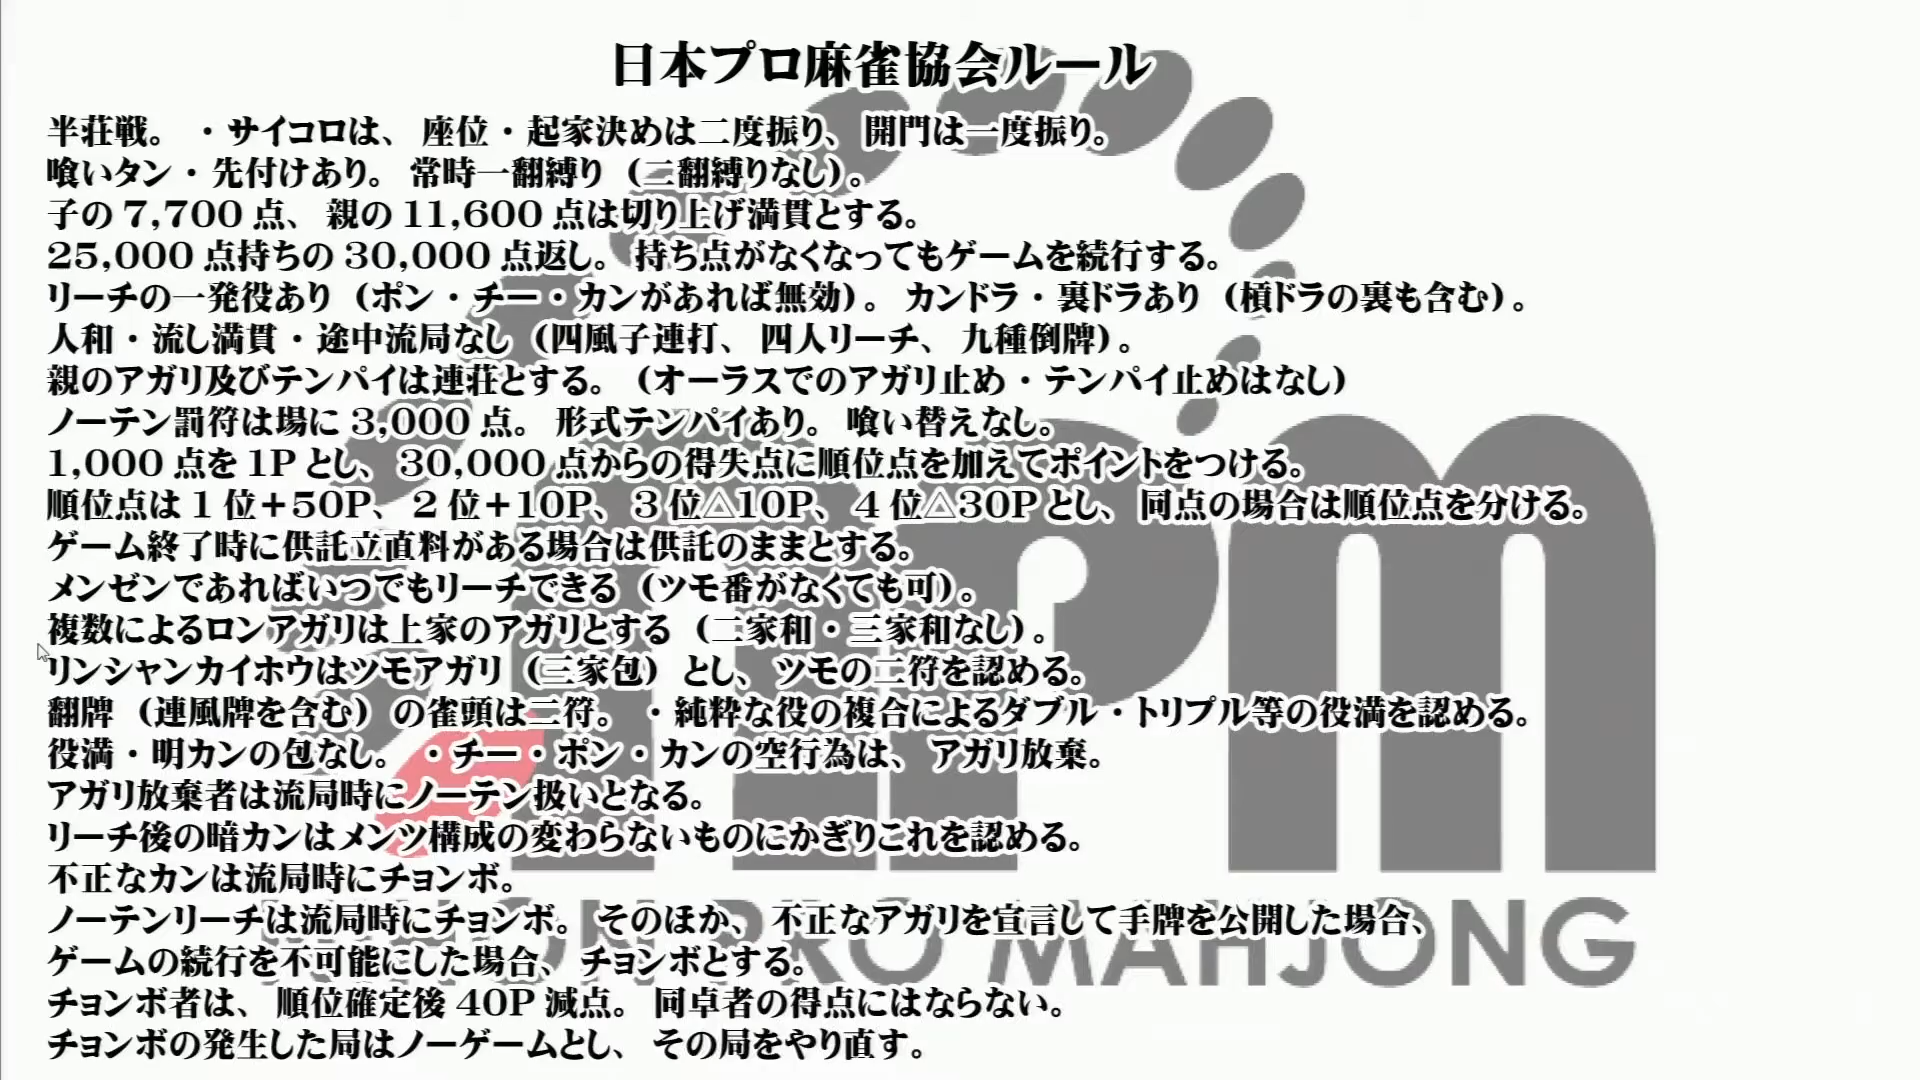 日本プロ麻雀協会ルール
半荘戦。 ・サイコロは、座位・起家決めは二度振り、開門は一度振り。
喰いタン・先付けあり。常時一翻縛り（二翻縛りなし）。
子の 7,700 点、親の 11,600 点は切り上げ満貫とする。
25,000 点持ちの 30,000 点返し。持ち点がなくなってもゲームを続行する。
リーチの一発役あり（ポン・チー・カンがあれば無効）。カンドラ・裏ドラあり（槓ドラの裏も含む）。
人和・流し満貫・途中流局なし（四風子連打、四人リーチ、九種倒牌）。
親のアガリ及びテンパイは連荘とする。（オーラスでのアガリ止め・テンパイ止めはなし）
ノーテン罰符は場に 3,000 点。形式テンパイあり。喰い替えなし。
1,000 点を 1P とし、30,000 点からの得失点に順位点を加えてポイントをつける。
順位点は 1 位＋50P、2 位＋10P、3 位△10P、4 位△30P とし、同点の場合は順位点を分ける。
ゲーム終了時に供託立直料がある場合は供託のままとする。
メンゼンであればいつでもリーチできる（ツモ番がなくても可）。
複数によるロンアガリは上家のアガリとする（二家和・三家和なし）。
リンシャンカイホウはツモアガリ（三家包）とし、ツモの二符を認める。
翻牌（連風牌を含む）の雀頭は二符。 ・純粋な役の複合によるダブル・トリプル等の役満を認める。
役満・明カンの包なし。 ・チー・ポン・カンの空行為は、アガリ放棄。
アガリ放棄者は流局時にノーテン扱いとなる。
リーチ後の暗カンはメンツ構成の変わらないものにかぎりこれを認める。
不正なカンは流局時にチョンボ。
ノーテンリーチは流局時にチョンボ。そのほか、不正なアガリを宣言して手牌を公開した場合、
ゲームの続行を不可能にした場合、チョンボとする。
チョンボ者は、順位確定後 40P 減点。同卓者の得点にはならない。
チョンボの発生した局はノーゲームとし、その局をやり直す。